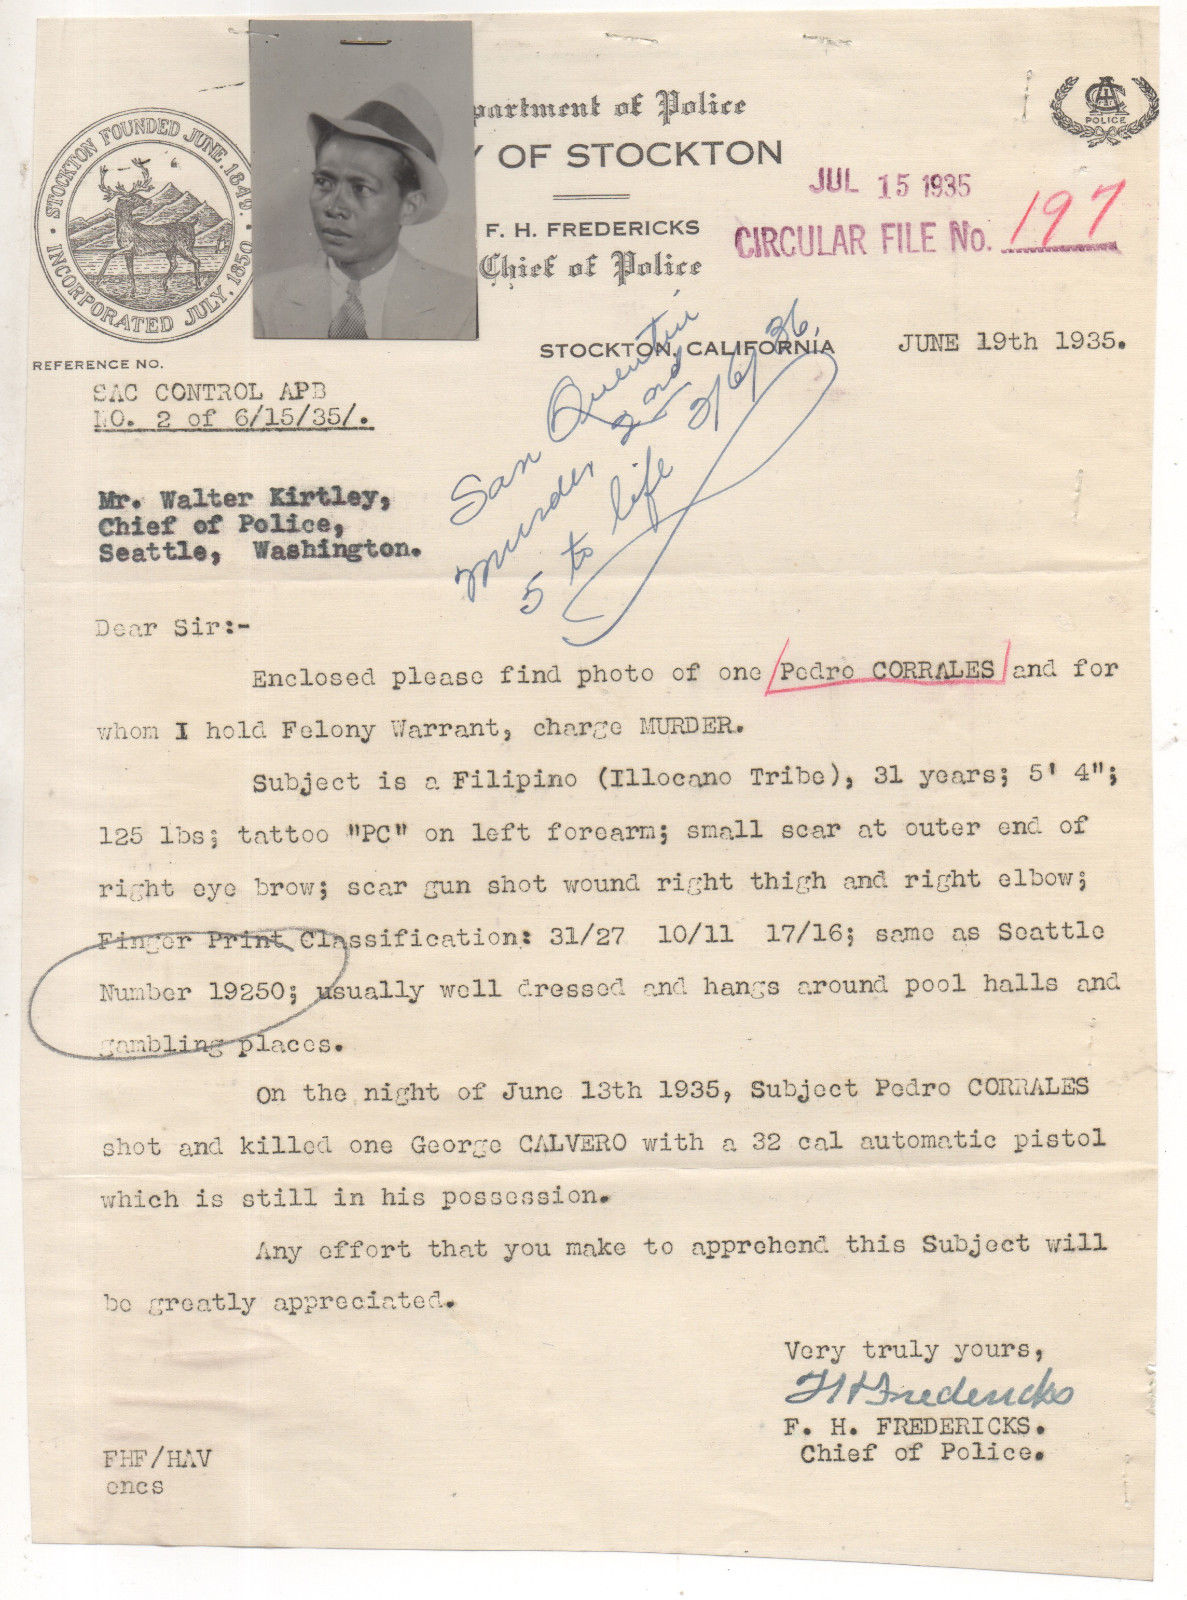 STOCKTON FOUNDED JUNE, 1849.
INCORPORATED JULY, 1850
partment of Police
Y OF STOCKTON
F. H. FREDERICKS
Chief of Police
POLICE
JUL 15 1935
CIRCULAR FILE No. 197
STOCKTON, CALIFORNIA JUNE 19th 1935.
REFERENCE NO.
SAC CONTROL APB
NO. 2 of 6/15/35/.
San Quentin
murder 2nd
5 to life 2/6/36
Mr. Walter Kirtley,
Chief of Police,
Seattle, Washington.
Dear Sir:-
Enclosed please find photo of one Pedro CORRALES and for
whom I hold Felony Warrant, charge MURDER.
Subject is a Filipino (Illocano Tribe), 31 years; 5' 4";
125 lbs; tattoo "PC" on left forearm; small scar at outer end of
right eye brow; scar gun shot wound right thigh and right elbow;
Finger Print Classification: 31/27 10/11 17/16; same as Seattle
Number 19250; usually well dressed and hangs around pool halls and
gambling places.
On the night of June 13th 1935, Subject Pedro CORRALES
shot and killed one George CALVERO with a 32 cal automatic pistol
which is still in his possession.
Any effort that you make to apprehend this Subject will
be greatly appreciated.
Very truly yours,
F H Fredericks
F. H. FREDERICKS.
Chief of Police.
FHF/HAV
encs